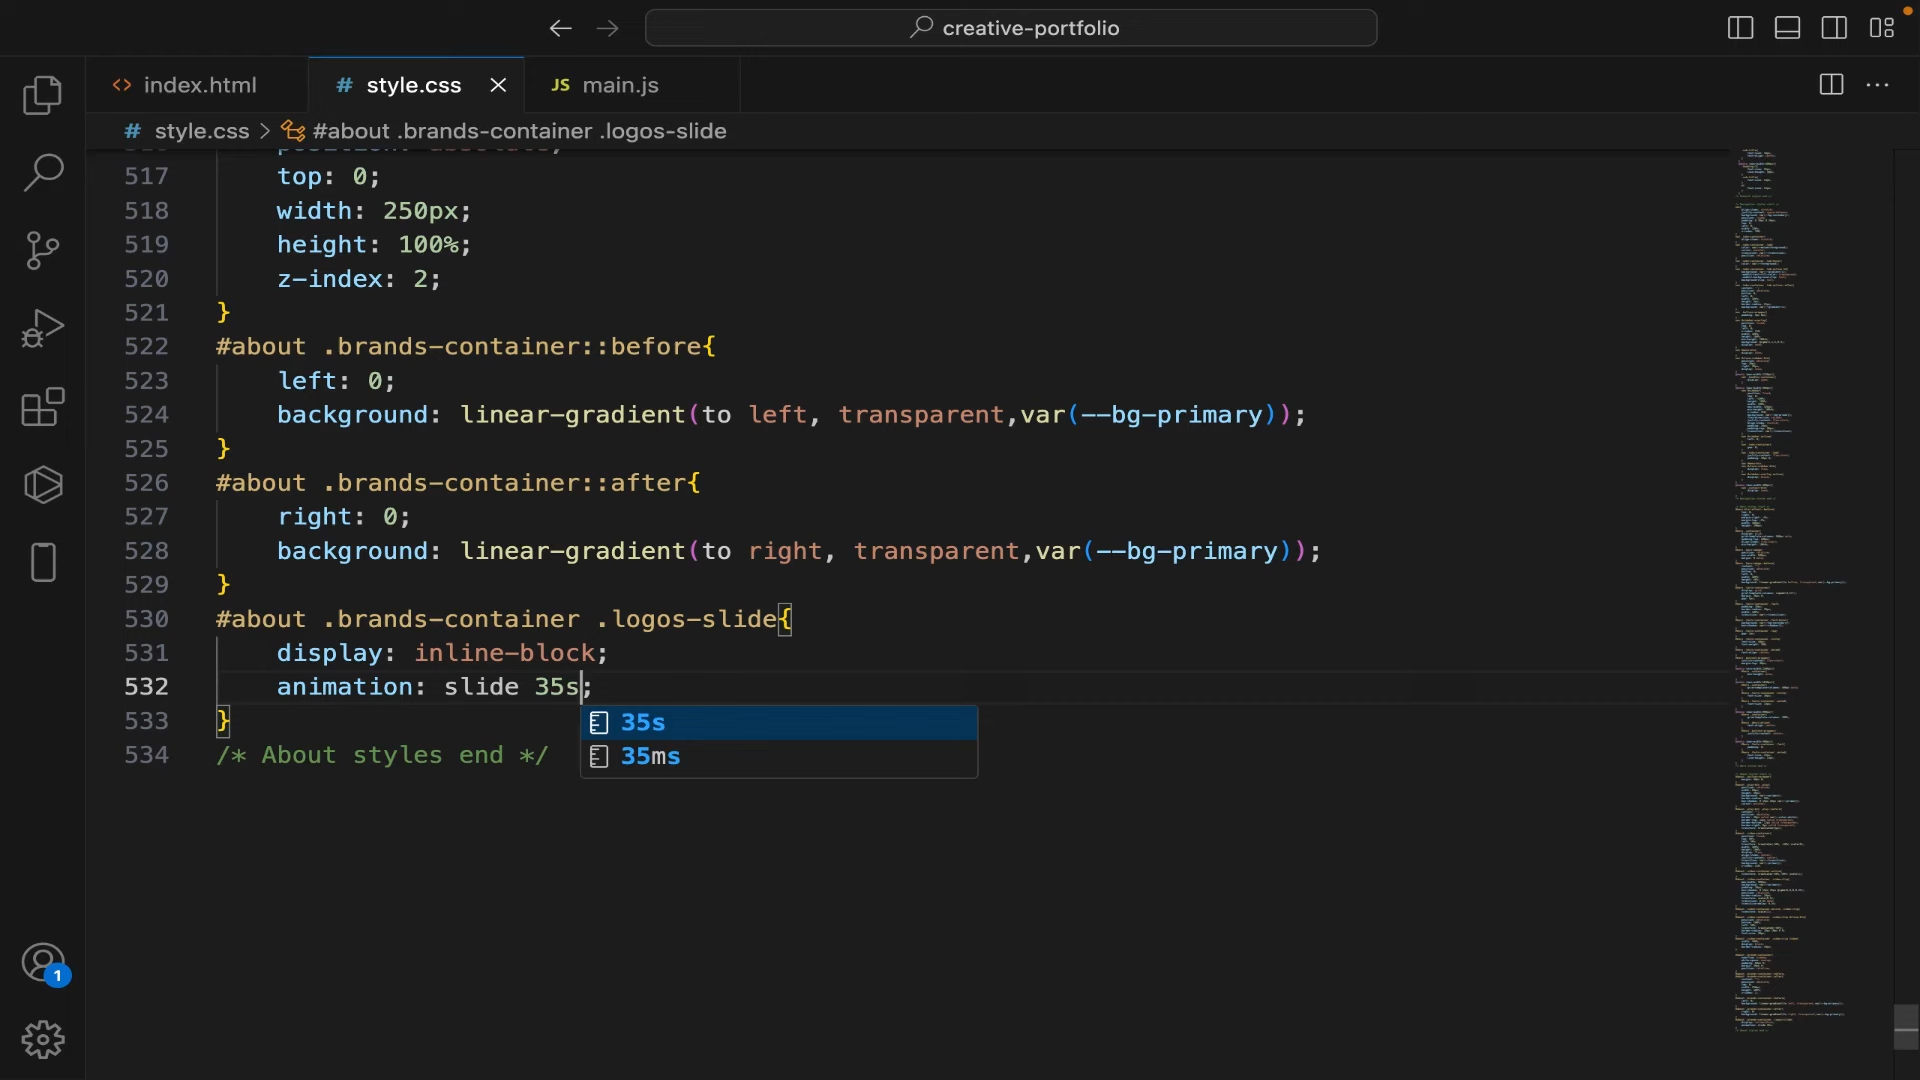 creative-portfolio
<> index.html
# style.css
JS main.js
# style.css > #about .brands-container .logos-slide
517 top: 0;
518 width: 250px;
519 height: 100%;
520 z-index: 2;
521 }
522 #about .brands-container::before{
523 left: 0;
524 background: linear-gradient(to left, transparent,var(--bg-primary));
525 }
526 #about .brands-container::after{
527 right: 0;
528 background: linear-gradient(to right, transparent,var(--bg-primary));
529 }
530 #about .brands-container .logos-slide{
531 display: inline-block;
532 animation: slide 35s;
533 }
534 /* About styles end */
35s
35ms
1